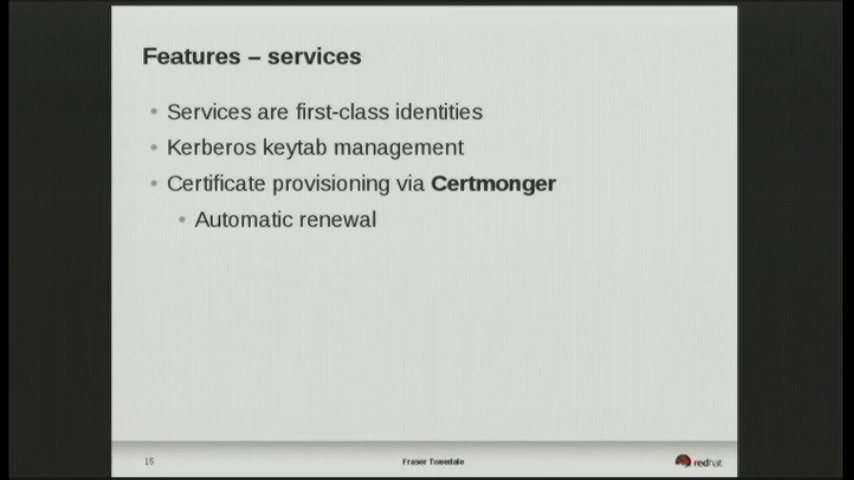 Features – services
• Services are first-class identities
• Kerberos keytab management
• Certificate provisioning via Certmonger
• Automatic renewal
15
Fraser Tweedale
redhat.